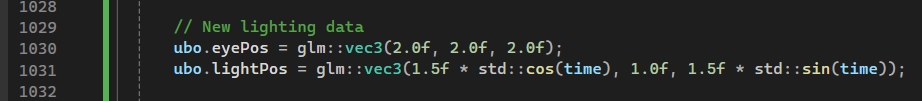 1028
1029 // New lighting data
1030 ubo.eyePos = glm::vec3(2.0f, 2.0f, 2.0f);
1031 ubo.lightPos = glm::vec3(1.5f * std::cos(time), 1.0f, 1.5f * std::sin(time));
1032